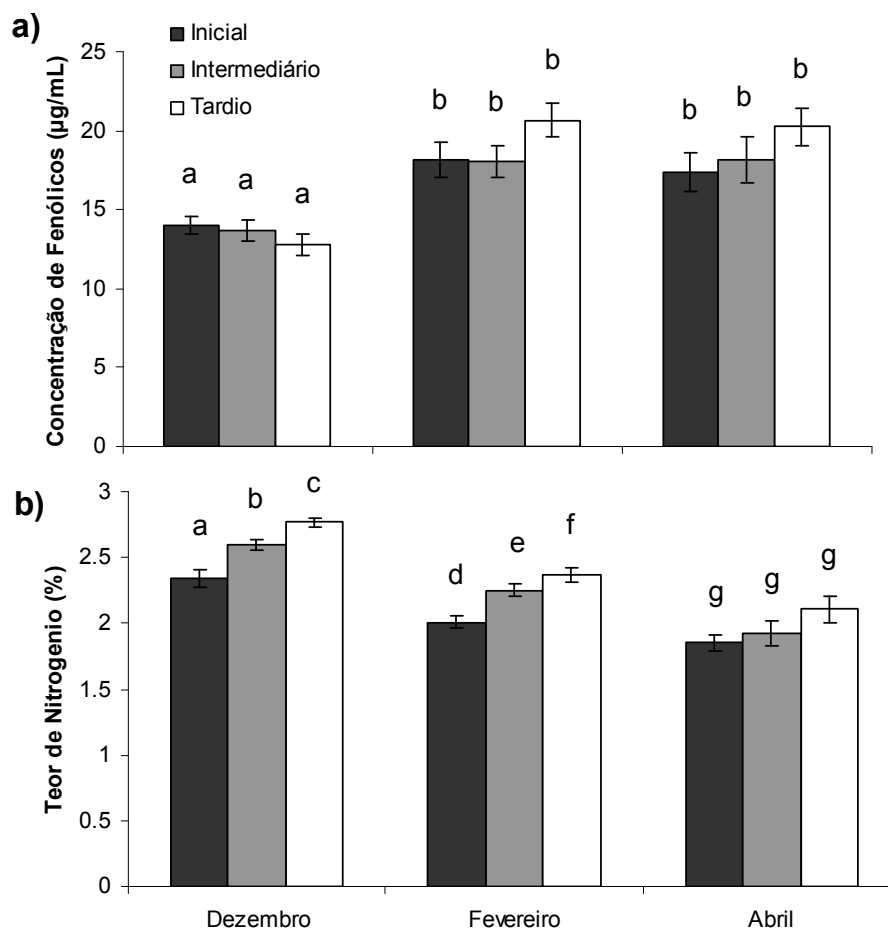 a)
Inicial
Intermediário
Tardio
Concentração de Fenólicos (µg/mL)
25
20
15
10
5
0
a a a b b b b b b
b)
Teor de Nitrogenio (%)
3
2.5
2
1.5
1
0.5
0
a b c d e f g g g
Dezembro Fevereiro Abril